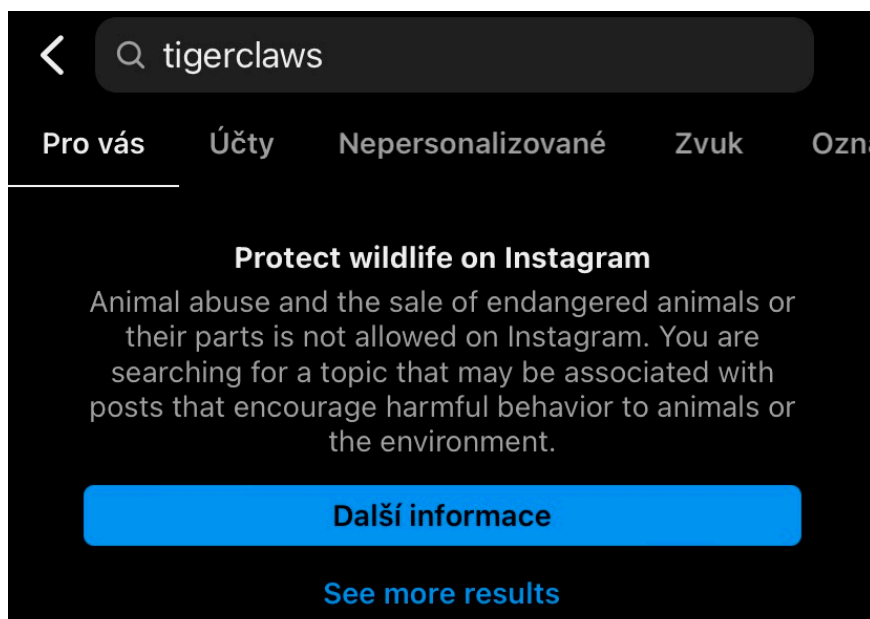 tigerclaws
Pro vás Účty Nepersonalizované Zvuk Ozna
Protect wildlife on Instagram
Animal abuse and the sale of endangered animals or
their parts is not allowed on Instagram. You are
searching for a topic that may be associated with
posts that encourage harmful behavior to animals or
the environment.
Další informace
See more results